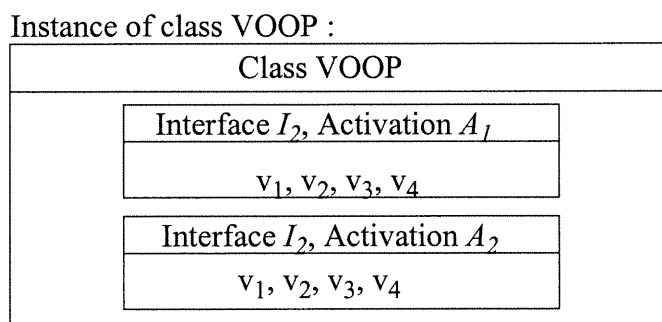 Instance of class VOOP :
Class VOOP
Interface I₂, Activation A₁
v₁, v₂, v₃, v₄
Interface I₂, Activation A₂
v₁, v₂, v₃, v₄